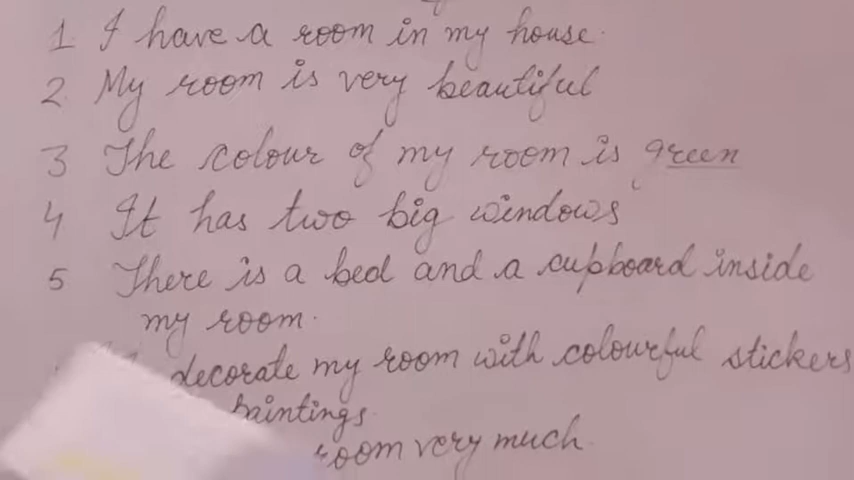 1. I have a room in my house.
2. My room is very beautiful
3 The colour of my room is green
4 It has two big windows
5 There is a bed and a cupboard inside
my room.
decorate my room with colourful stickers
paintings
room very much.